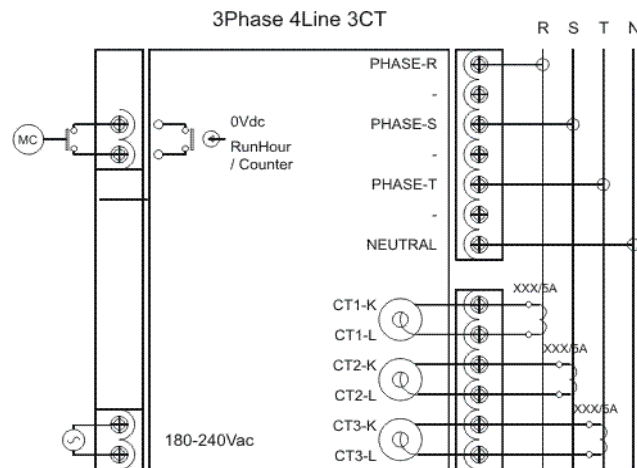 3Phase 4Line 3CT
R S T N
PHASE-R
-
0Vdc
PHASE-S
MC
RunHour
/ Counter
-
PHASE-T
-
NEUTRAL
XXX/5A
CT1-K
CT1-L
XXX/5A
CT2-K
CT2-L
XXX/5A
CT3-K
180-240Vac
CT3-L